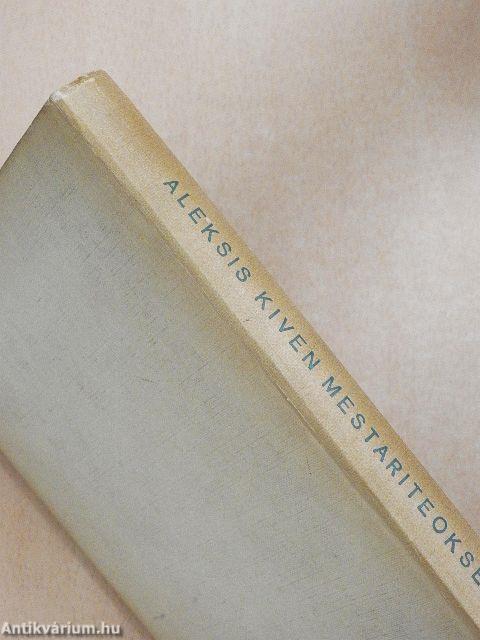 ALEKSIS KIVEN MESTARITEOKSE
Antikvárium.hu